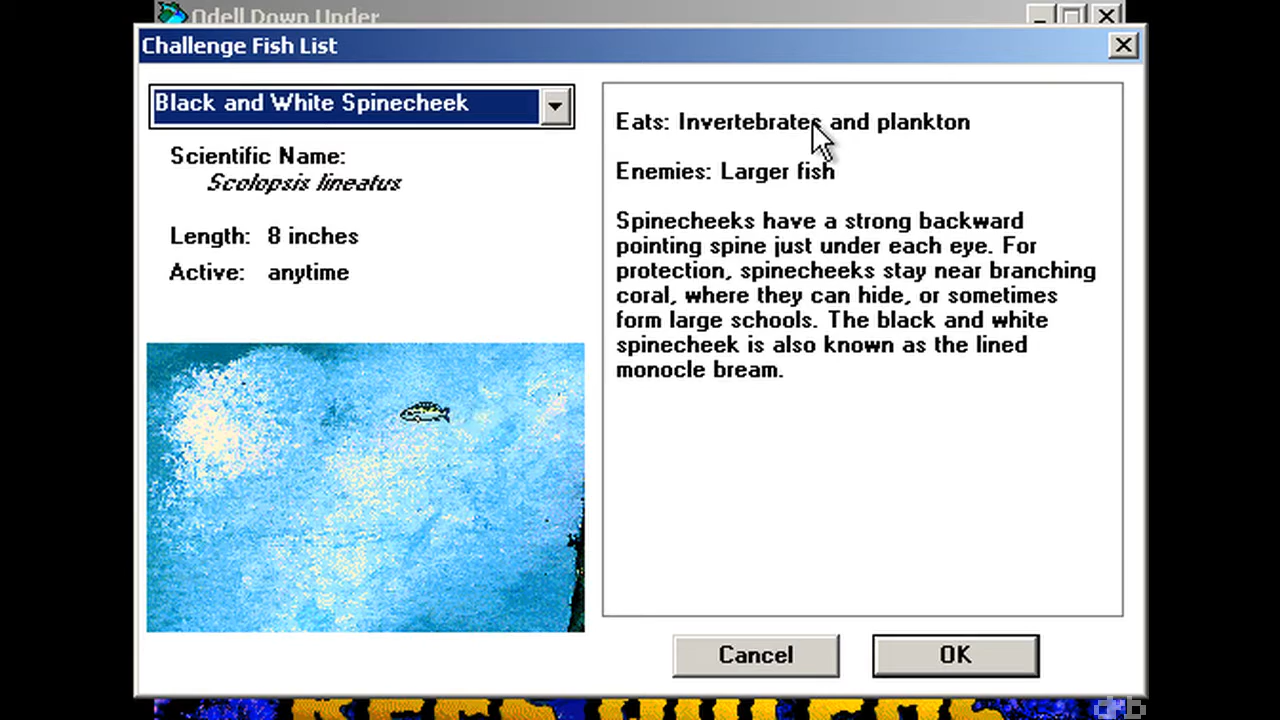 Odell Down Under
Challenge Fish List
Black and White Spinecheek
Scientific Name:
Scolopsis lineatus
Length: 8 inches
Active: anytime
Eats: Invertebrates and plankton
Enemies: Larger fish
Spinecheeks have a strong backward
pointing spine just under each eye. For
protection, spinecheeks stay near branching
coral, where they can hide, or sometimes
form large schools. The black and white
spinecheek is also known as the lined
monocle bream.
Cancel
OK